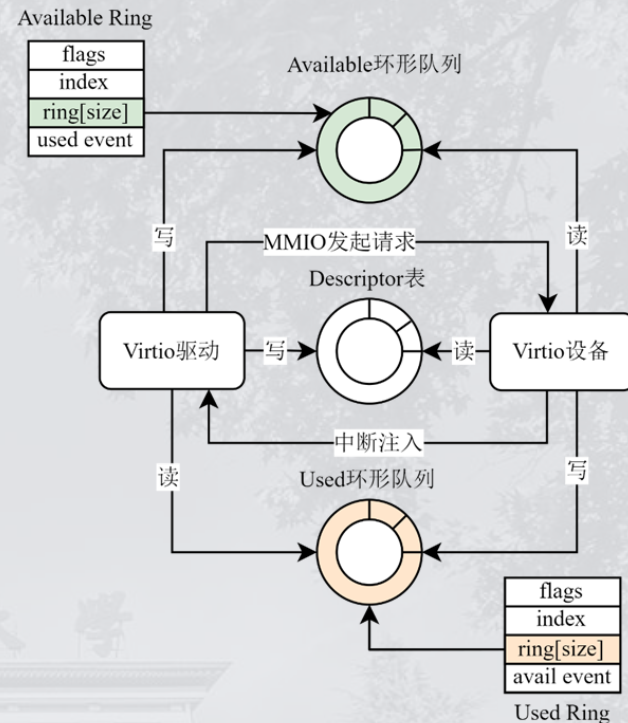 Available Ring
flags
index
ring[size]
used event
Available环形队列
写
读
MMIO发起请求
Descriptor表
Virtio驱动
写
读
Virtio设备
中断注入
读
Used环形队列
写
flags
index
ring[size]
avail event
Used Ring